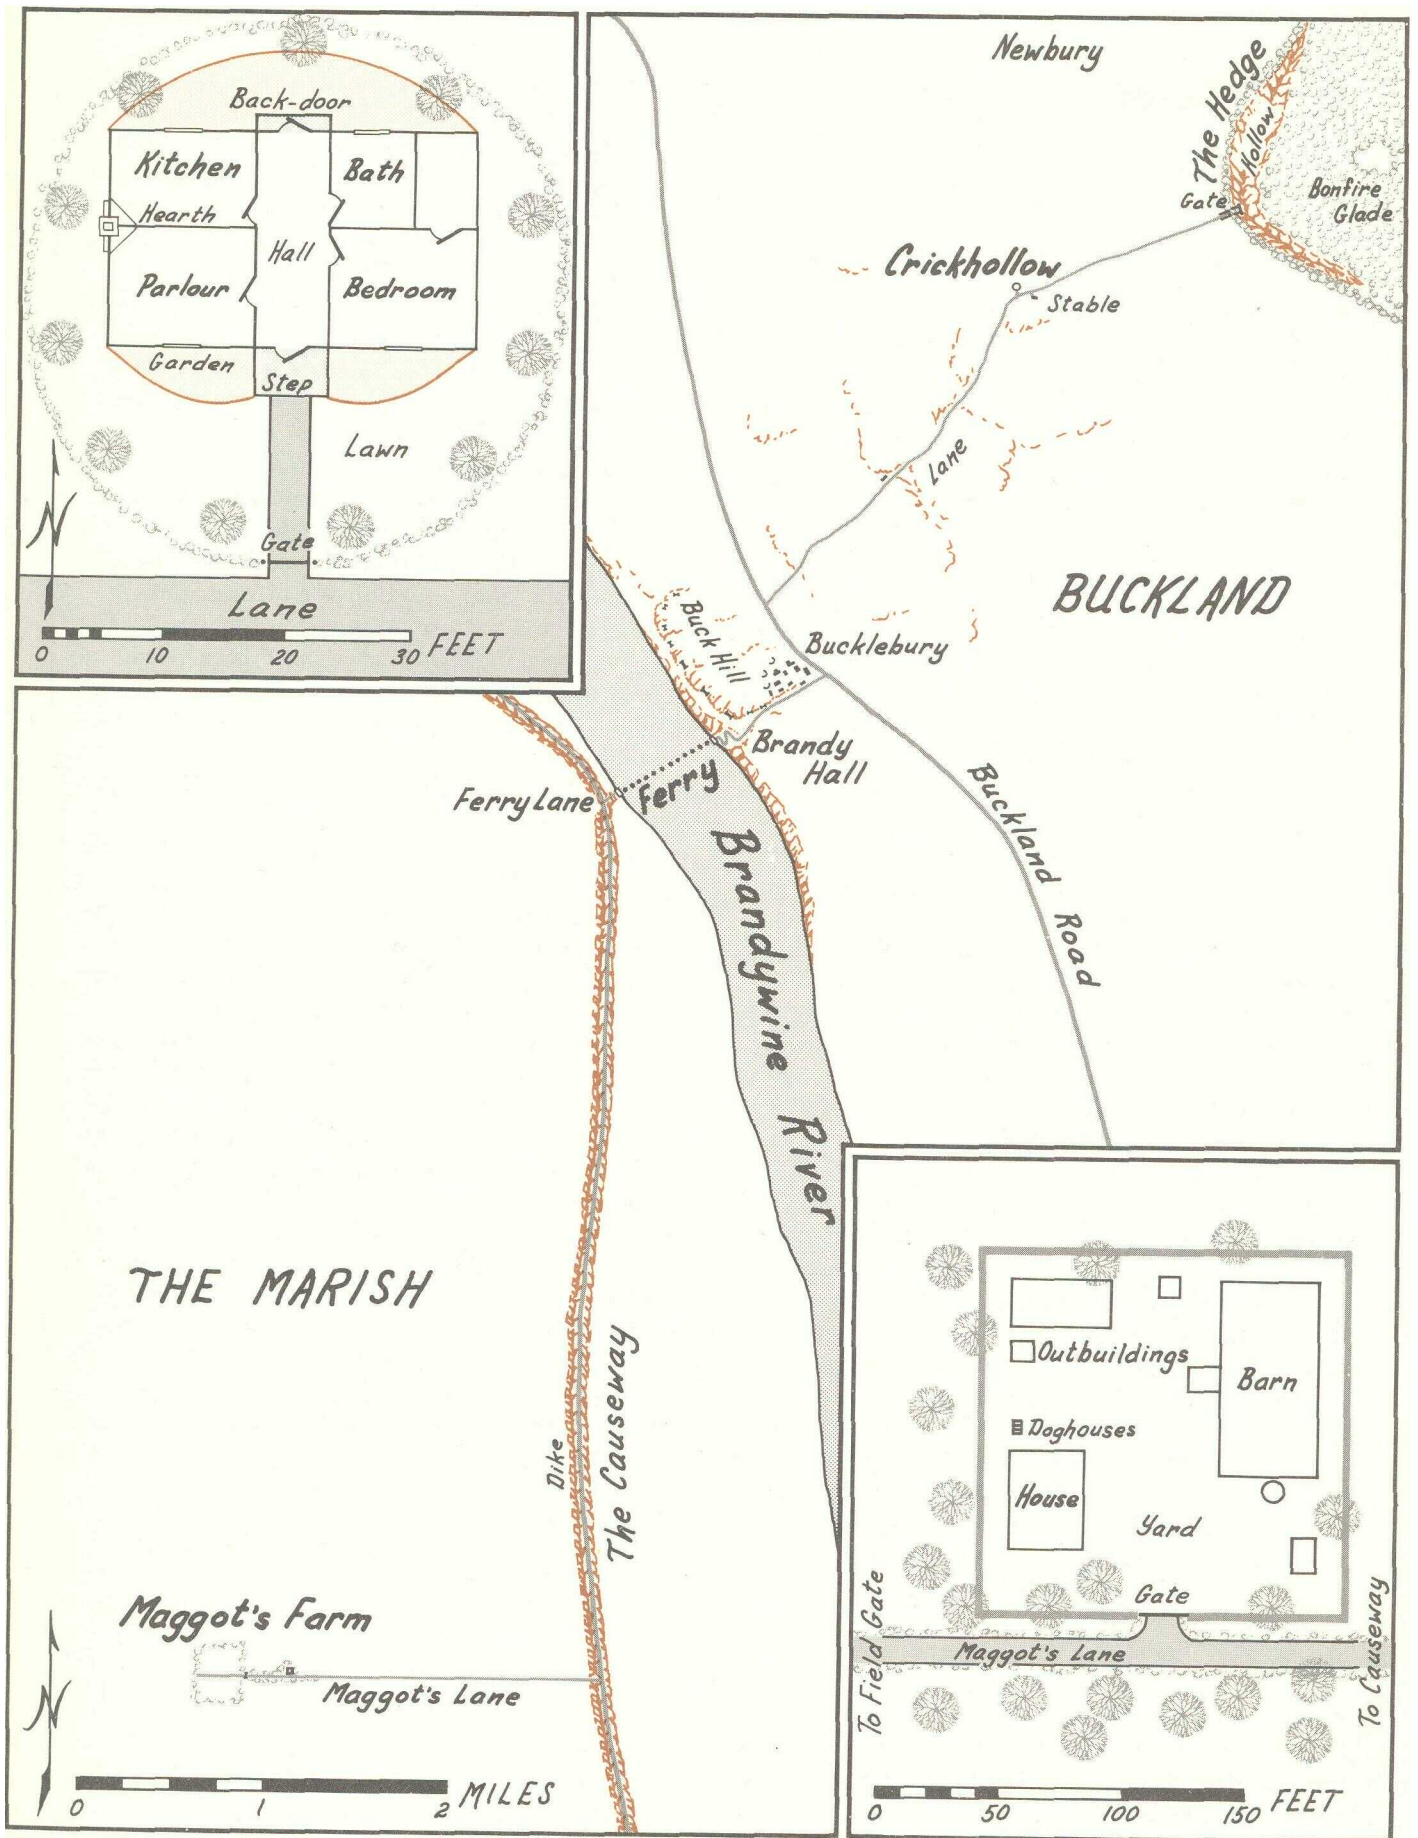 Back-door
Kitchen
Bath
Hearth
Hall
Parlour
Bedroom
Garden
Step
Lawn
N
Gate
Lane
0 10 20 30 FEET
Newbury
The Hedge
Hollow
Bonfire
Glade
Gate
Crickhollow
Stable
Lane
BUCKLAND
Buck Hill
Bucklebury
Brandy
Hall
Ferry
Ferry Lane
Buckland Road
Brandywine River
THE MARISH
The Causeway
Dike
Maggot's Farm
Maggot's Lane
N
0 1 2 MILES
Outbuildings
Barn
Doghouses
House
Yard
Gate
Maggot's Lane
To Field Gate
To Causeway
0 50 100 150 FEET